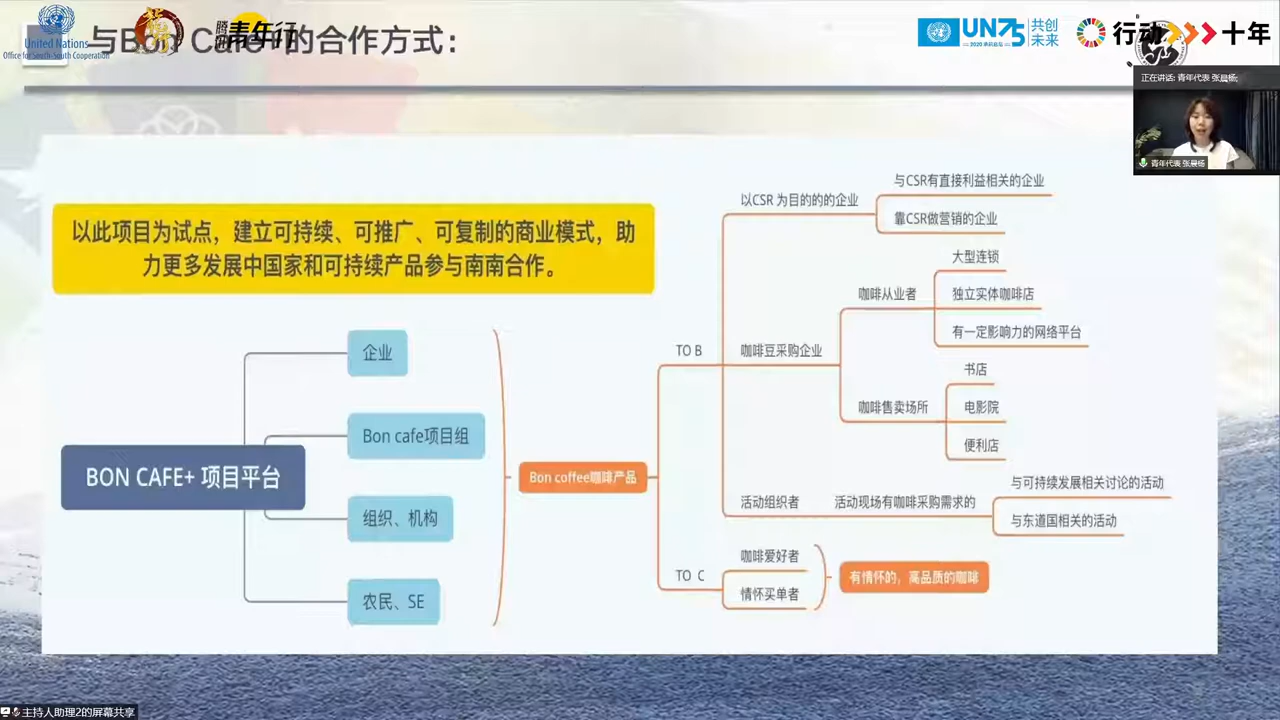 United Nations
Office for South-South Cooperation
青年行
与Bon Cafe+的合作方式：
UN75
2020 and beyond
共创
未来
行动
十年
正在讲话: 青年代表 张晨杨;
青年代表 张晨杨
以此项目为试点，建立可持续、可推广、可复制的商业模式，助
力更多发展中国家和可持续产品参与南南合作。
BON CAFE+ 项目平台
企业
Bon cafe项目组
组织、机构
农民、SE
Bon coffee咖啡产品
TO B
以CSR 为目的的的企业
与CSR有直接利益相关的企业
靠CSR做营销的企业
咖啡豆采购企业
咖啡从业者
大型连锁
独立实体咖啡店
有一定影响力的网络平台
咖啡售卖场所
书店
电影院
便利店
活动组织者
活动现场有咖啡采购需求的
与可持续发展相关讨论的活动
与东道国相关的活动
TO C
咖啡爱好者
情怀买单者
有情怀的，高品质的咖啡
主持人助理2的屏幕共享